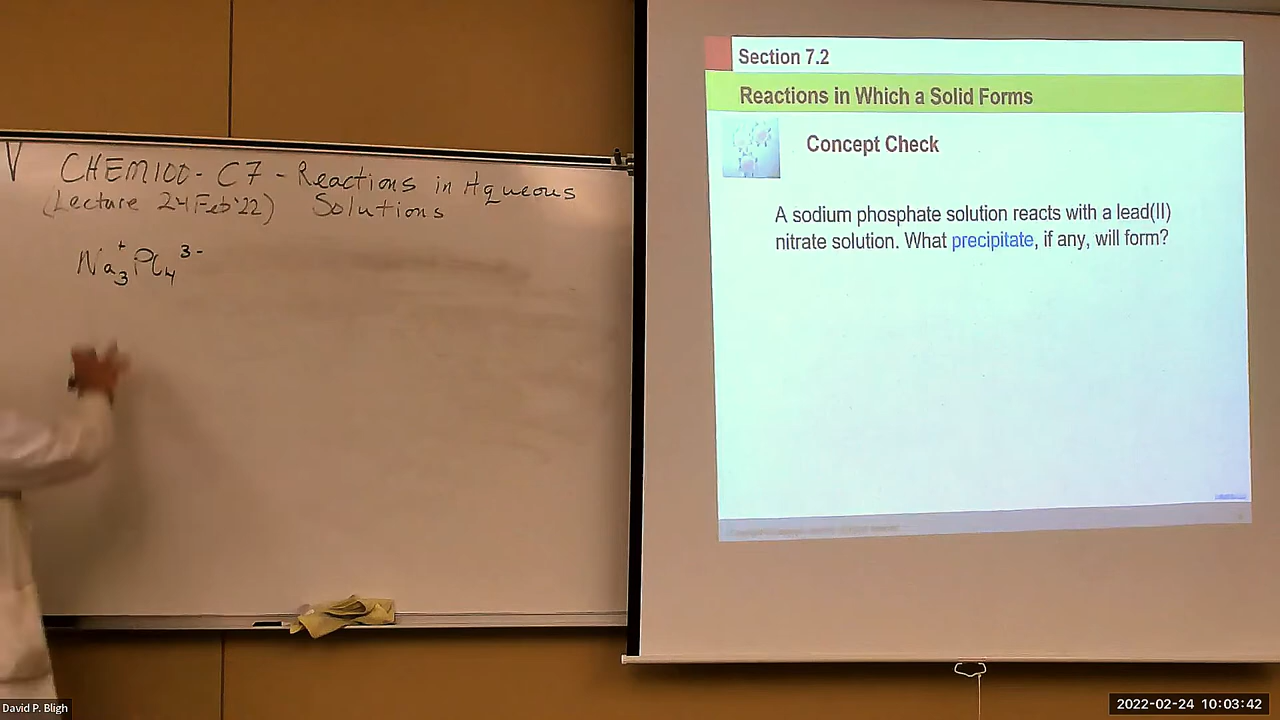 V CHEM100 - C7 - Reactions in Aqueous
(Lecture 24Feb'22) Solutions
Na₃⁺PO₄³⁻
Section 7.2
Reactions in Which a Solid Forms
Concept Check
A sodium phosphate solution reacts with a lead(II)
nitrate solution. What precipitate, if any, will form?
David P. Bligh
2022-02-24 10:03:42